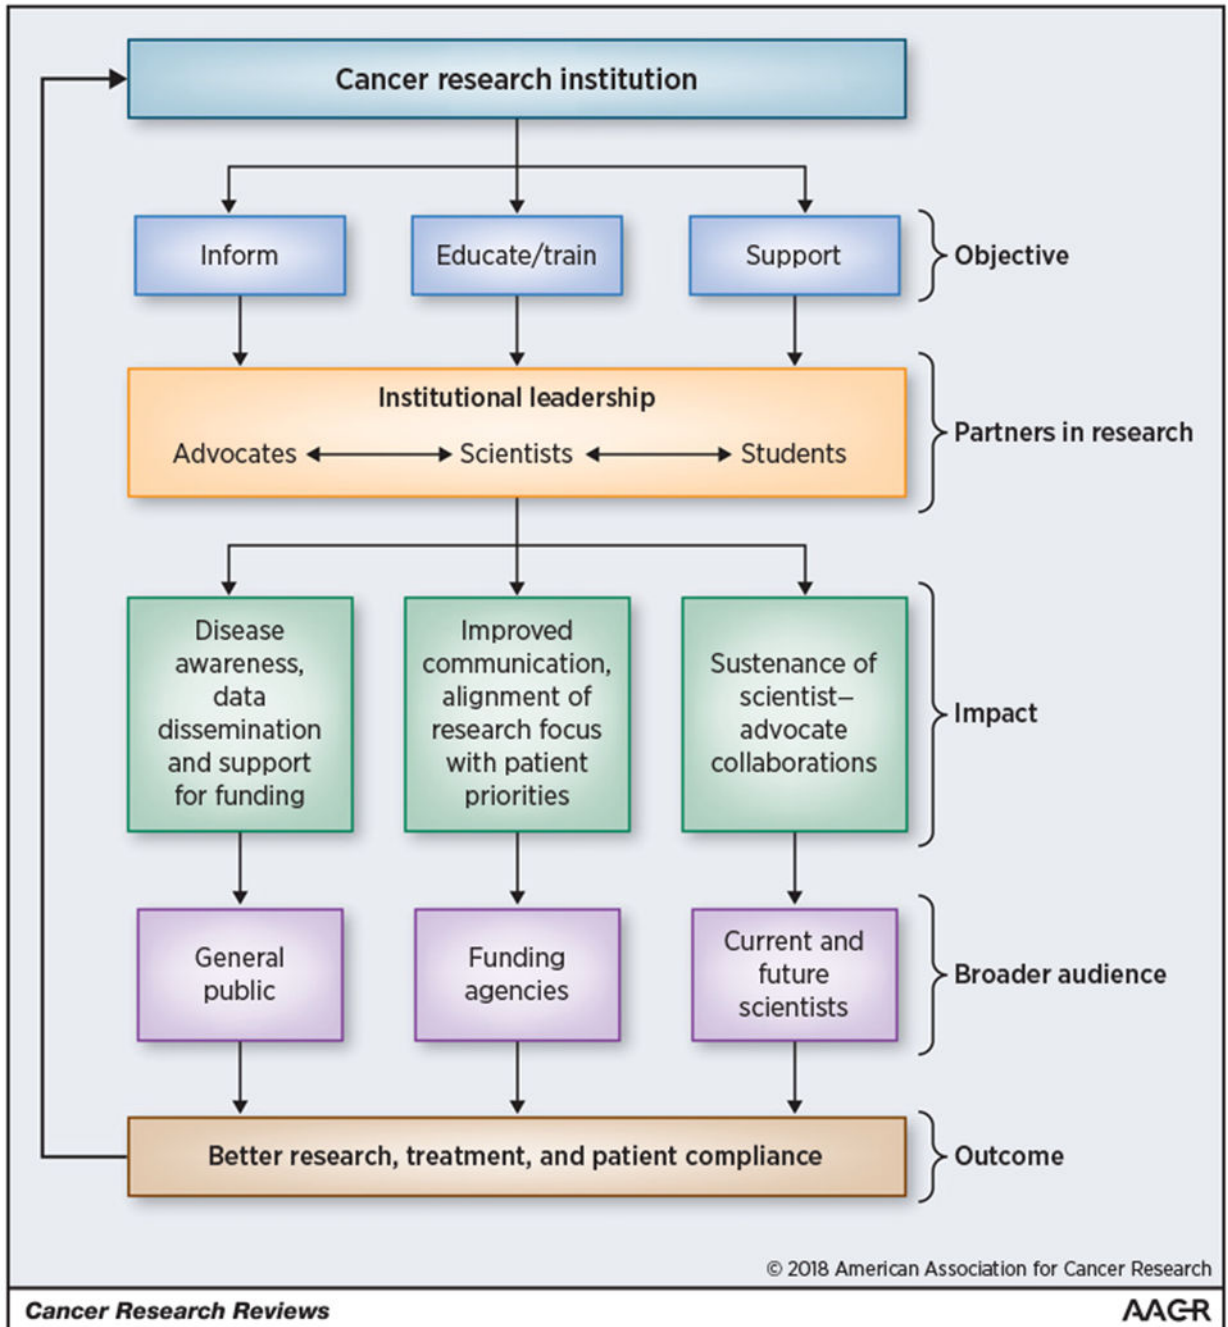 Cancer research institution
Inform
Educate/train
Support
Objective
Institutional leadership
Advocates
Scientists
Students
Partners in research
Disease
awareness,
data
dissemination
and support
for funding
Improved
communication,
alignment of
research focus
with patient
priorities
Sustenance of
scientist–
advocate
collaborations
Impact
General
public
Funding
agencies
Current and
future
scientists
Broader audience
Better research, treatment, and patient compliance
Outcome
© 2018 American Association for Cancer Research
Cancer Research Reviews
AACR